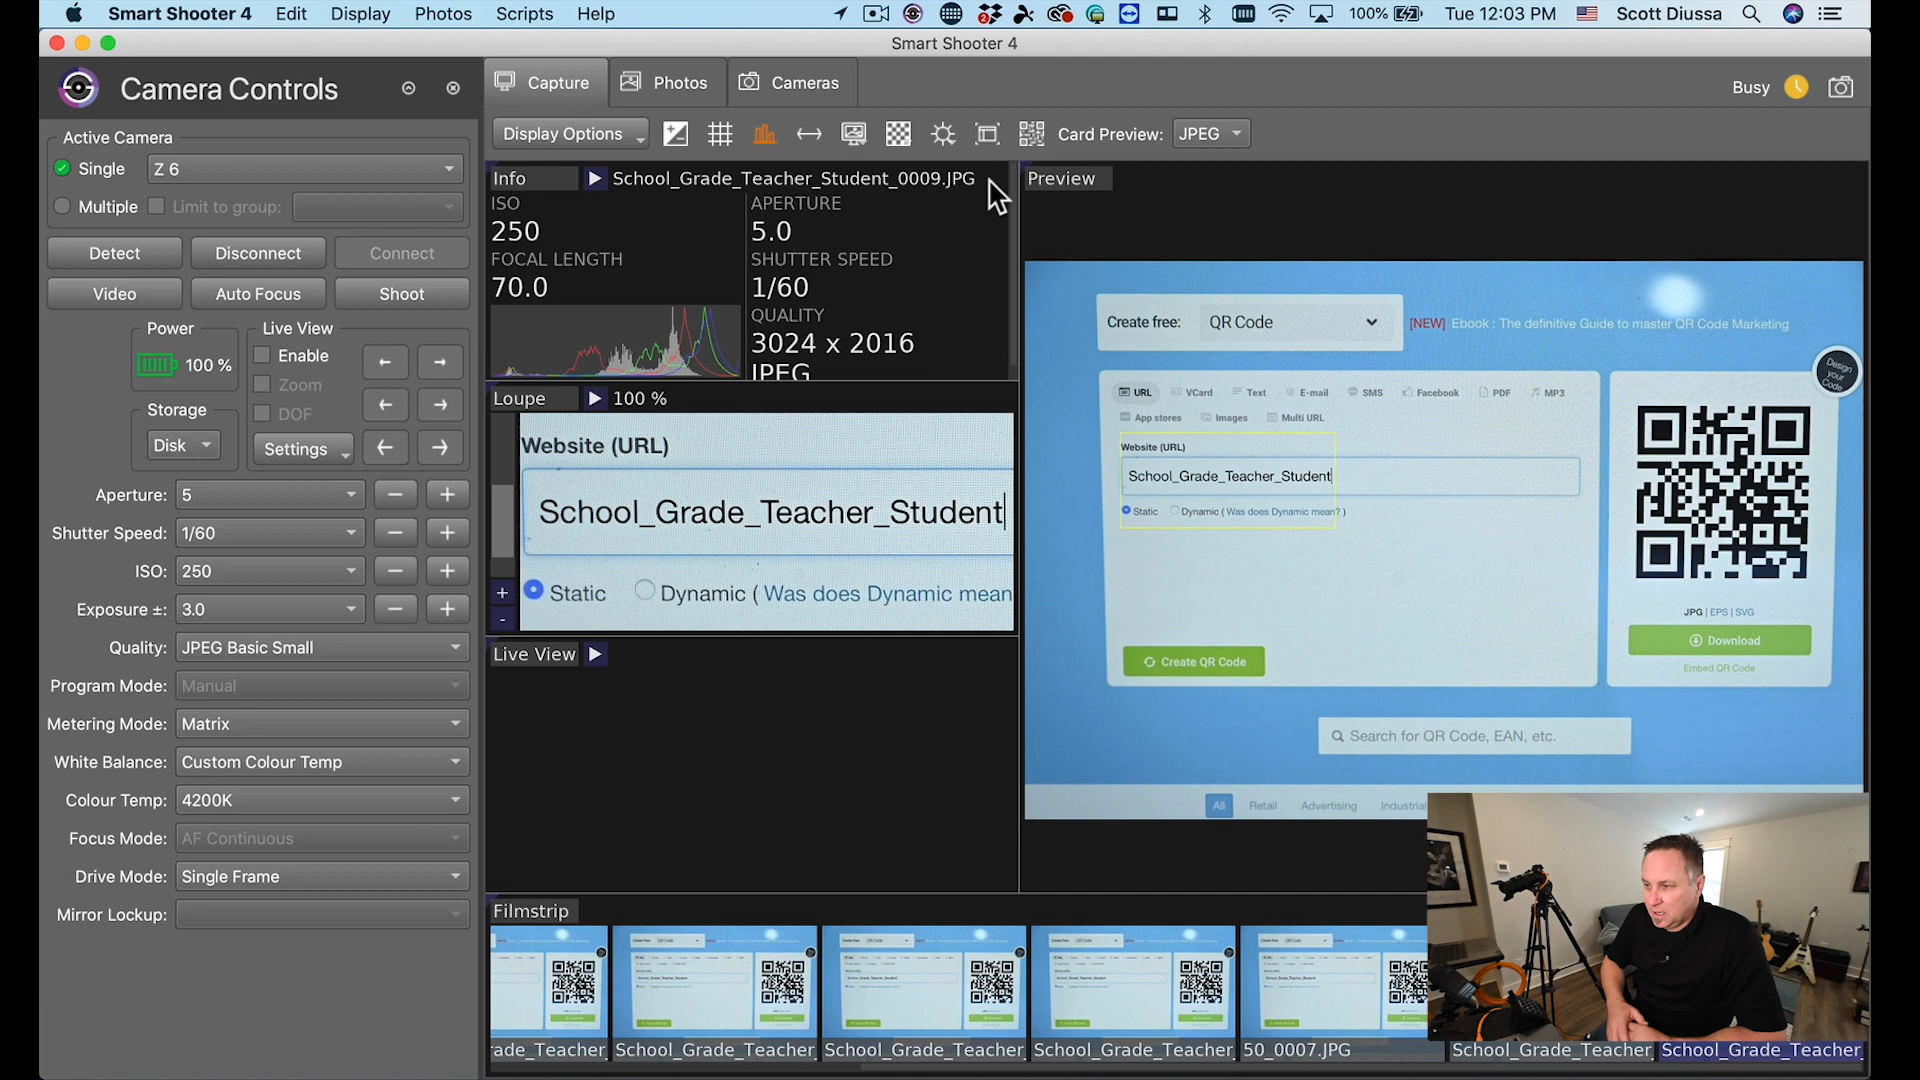 Smart Shooter 4 Edit Display Photos Scripts Help 100% Tue 12:03 PM Scott Diussa
Smart Shooter 4
Camera Controls
Capture Photos Cameras
Busy
Display Options
Card Preview: JPEG
Active Camera
Single Z 6
Multiple Limit to group:
Detect Disconnect Connect
Video Auto Focus Shoot
Power
100 %
Storage
Disk
Live View
Enable
Zoom
DOF
Settings
Aperture: 5
Shutter Speed: 1/60
ISO: 250
Exposure ±: 3.0
Quality: JPEG Basic Small
Program Mode: Manual
Metering Mode: Matrix
White Balance: Custom Colour Temp
Colour Temp: 4200K
Focus Mode: AF Continuous
Drive Mode: Single Frame
Mirror Lockup:
Info School_Grade_Teacher_Student_0009.JPG
ISO
250
FOCAL LENGTH
70.0
APERTURE
5.0
SHUTTER SPEED
1/60
QUALITY
3024 x 2016
JPEG
Loupe 100 %
Website (URL)
School_Grade_Teacher_Student
Static Dynamic ( Was does Dynamic mean
Live View
Preview
Create free: QR Code
[NEW] Ebook : The definitive Guide to master QR Code Marketing
Design your Code
URL VCard Text E-mail SMS Facebook PDF MP3
App stores Images Multi URL
Website (URL)
School_Grade_Teacher_Student
Static Dynamic ( Was does Dynamic mean? )
Create QR Code
JPG | EPS | SVG
Download
Embed QR Code
Search for QR Code, EAN, etc.
All Retail Advertising Industrial
Filmstrip
rade_Teacher_ School_Grade_Teacher_ School_Grade_Teacher_ School_Grade_Teacher_ 50_0007.JPG School_Grade_Teacher_ School_Grade_Teacher_